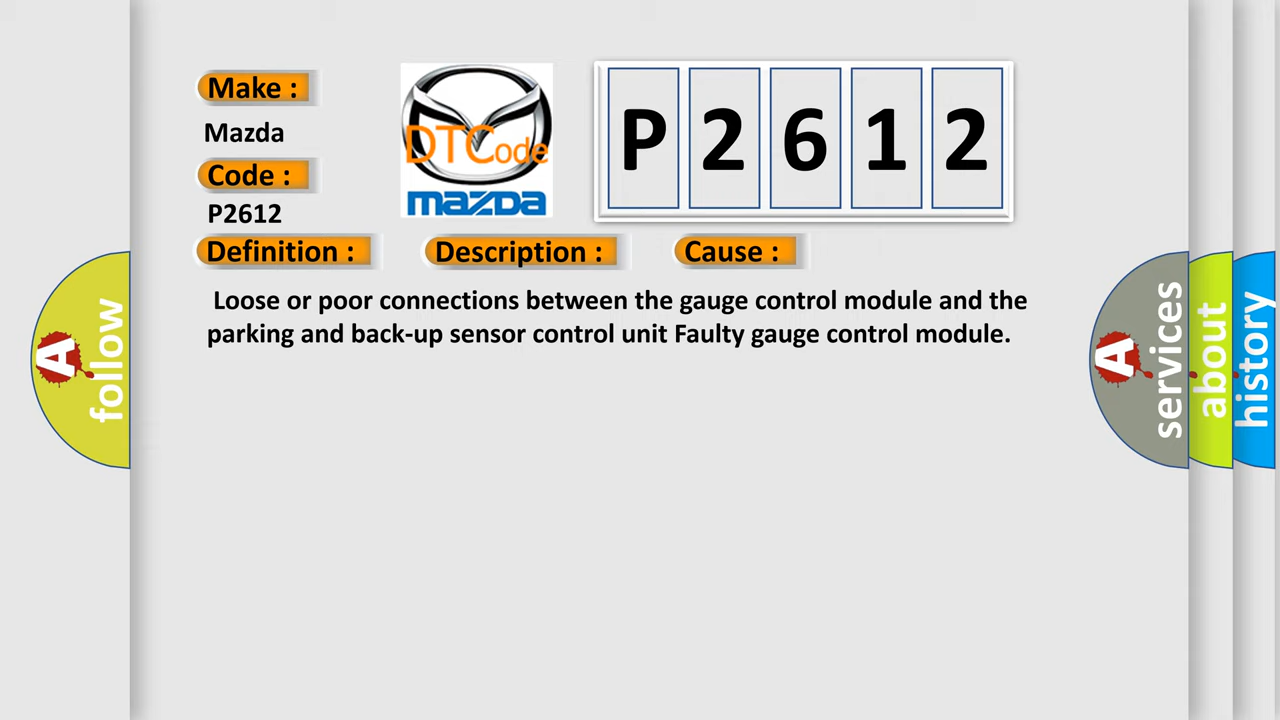 Make :
Mazda
Code :
P2612
DTCode
mazda
P 2 6 1 2
Definition :
Description :
Cause :
Loose or poor connections between the gauge control module and the
parking and back-up sensor control unit Faulty gauge control module.
A follow
A services
about
history